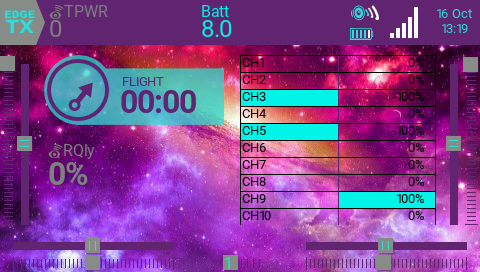 EDGE
TX
TPWR
0
Batt
8.0
16 Oct
13:19
FLIGHT
00:00
RQly
0%
CH1 0%
CH2 0%
CH3 -100%
CH4 0%
CH5 -100%
CH6 0%
CH7 0%
CH8 0%
CH9 100%
CH10 0%
1